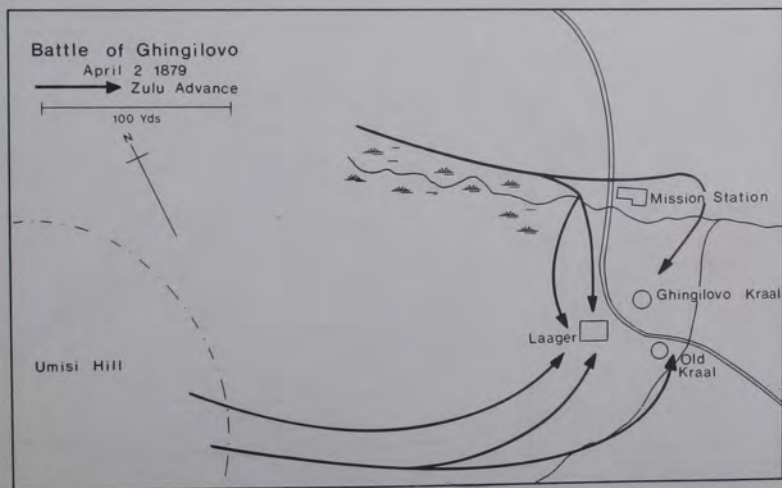 Battle of Ghingilovo
April 2 1879
Zulu Advance
100 Yds
N
Mission Station
Ghingilovo Kraal
Laager
Old
Kraal
Umisi Hill